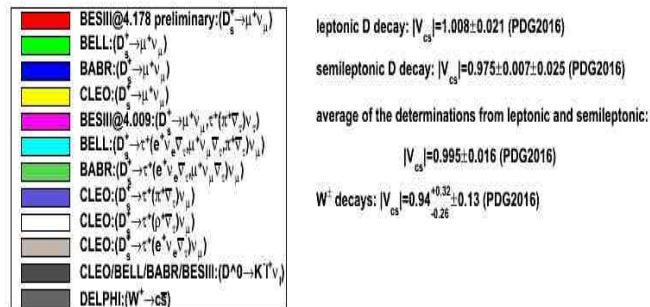 BESIII@4.178 preliminary:(D_s^+→μ^+ν_μ)
BELL:(D_s^+→μ^+ν_μ)
BABR:(D_s^+→μ^+ν_μ)
CLEO:(D_s^+→μ^+ν_μ)
BESIII@4.009:(D_s^+→μ^+ν_μ,τ^+(π^+ν̅_τ)ν_τ)
BELL:(D_s^+→τ^+(e^+ν_eν̅_τ,μ^+ν_μν̅_τ,π^+ν̅_τ)ν_μ)
BABR:(D_s^+→τ^+(e^+ν_eν̅_τ,μ^+ν_μν̅_τ)ν_μ)
CLEO:(D_s^+→τ^+(π^+ν̅_τ)ν_μ)
CLEO:(D_s^+→τ^+(ρ^+ν̅_τ)ν_μ)
CLEO:(D_s^+→τ^+(e^+ν_eν̅_τ)ν_μ)
CLEO/BELL/BABR/BESIII:(D^0→K^-l^+ν_l)
DELPHI:(W^+→cs̅)
leptonic D decay: |V_cs|=1.008±0.021 (PDG2016)
semileptonic D decay: |V_cs|=0.975±0.007±0.025 (PDG2016)
average of the determinations from leptonic and semileptonic:
|V_cs|=0.995±0.016 (PDG2016)
W^± decays: |V_cs|=0.94^{+0.32}_{-0.26}±0.13 (PDG2016)